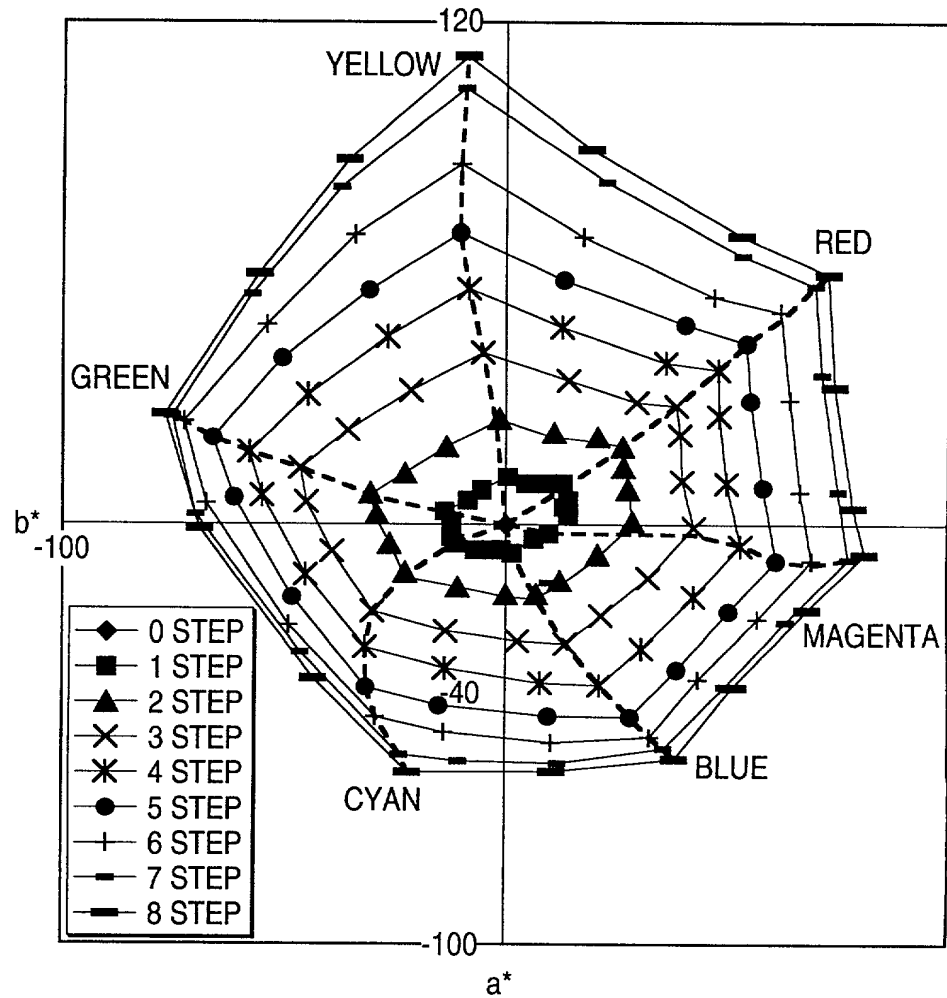 120
YELLOW
RED
GREEN
b*
-100
0 STEP
1 STEP
2 STEP
3 STEP
4 STEP
5 STEP
6 STEP
7 STEP
8 STEP
MAGENTA
-40
BLUE
CYAN
-100
a*